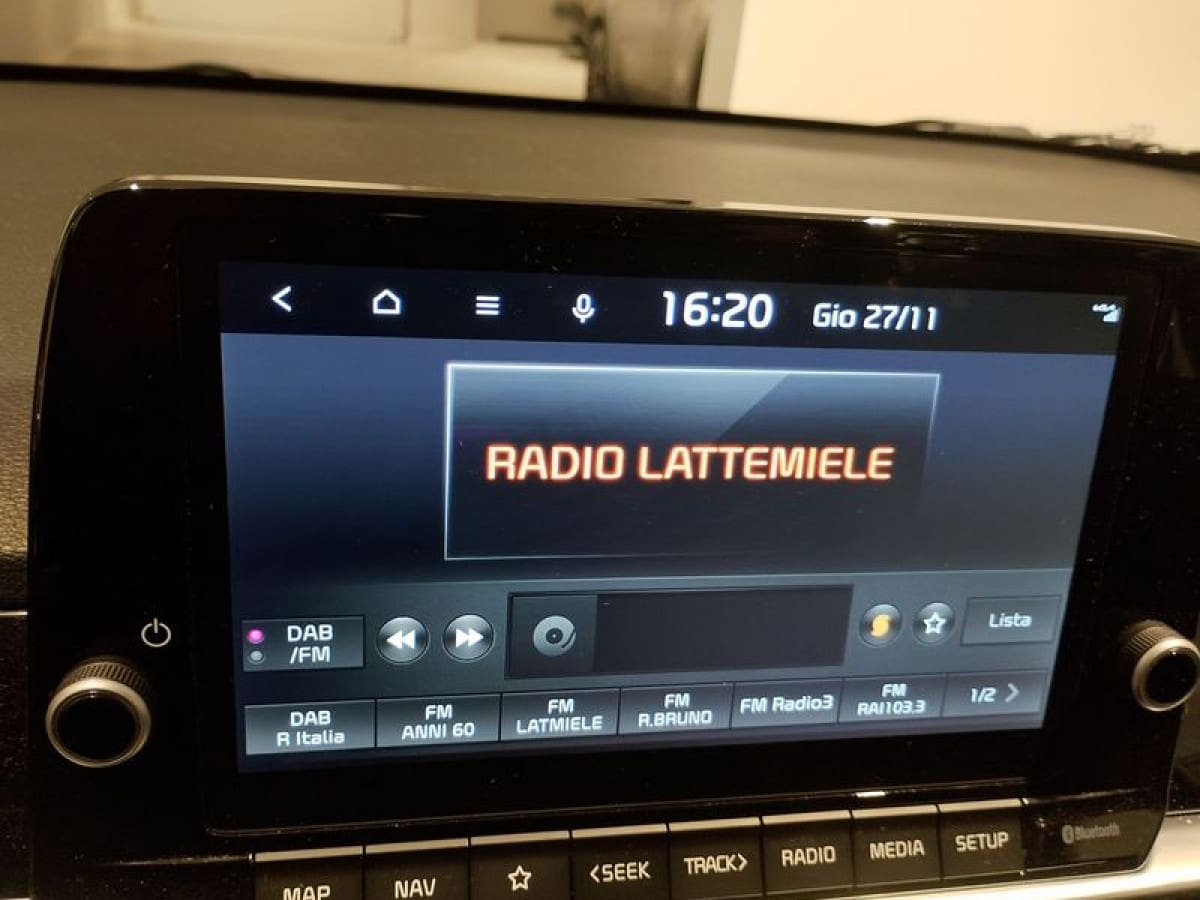 16:20 Gio 27/11
RADIO LATTEMIELE
DAB
/FM
Lista
DAB
R Italia
FM
ANNI 60
FM
LATMIELE
FM
R.BRUNO
FM Radio3
FM
RAI103.3
1/2 >
MAP
NAV
<SEEK
TRACK>
RADIO
MEDIA
SETUP
Bluetooth